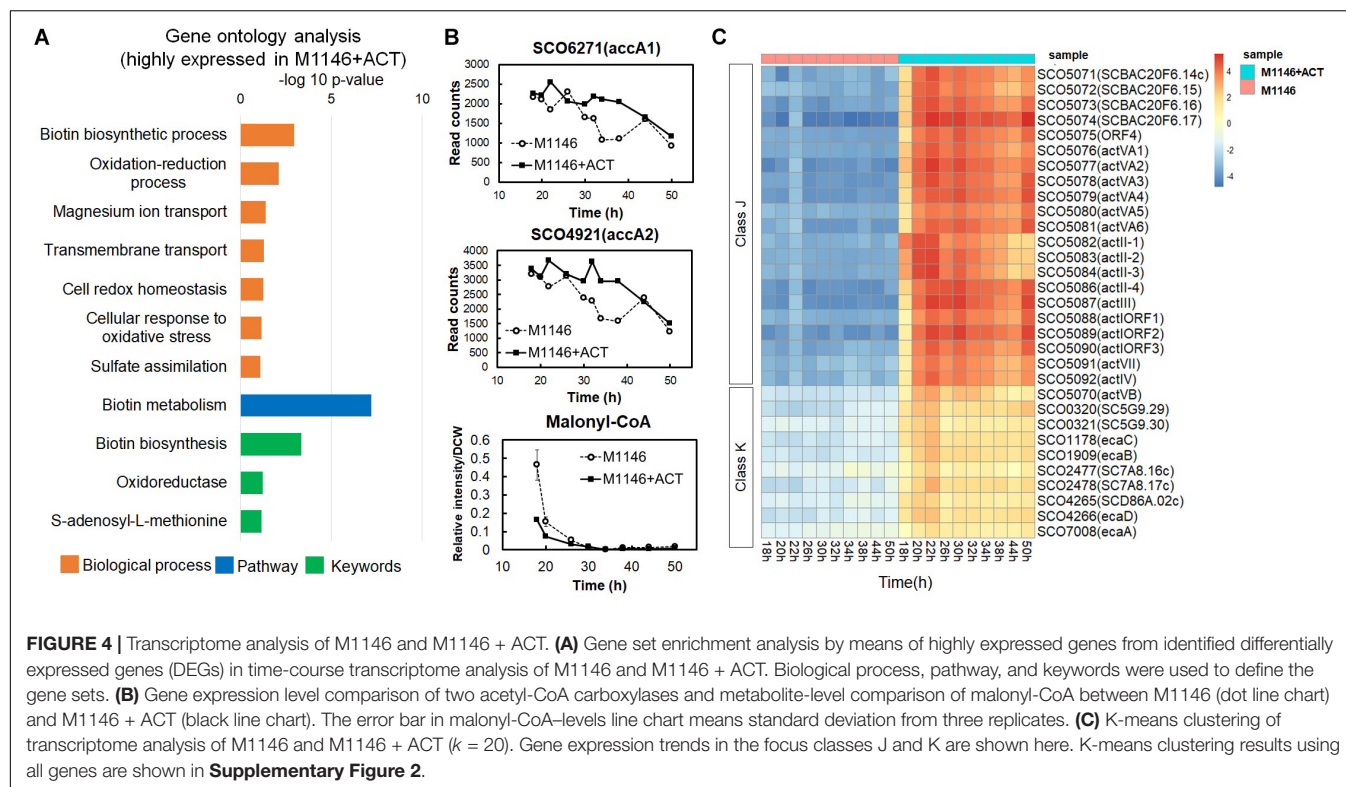 A
Gene ontology analysis
(highly expressed in M1146+ACT)
-log 10 p-value
0 5 10
Biotin biosynthetic process
Oxidation-reduction
process
Magnesium ion transport
Transmembrane transport
Cell redox homeostasis
Cellular response to
oxidative stress
Sulfate assimilation
Biotin metabolism
Biotin biosynthesis
Oxidoreductase
S-adenosyl-L-methionine
Biological process Pathway Keywords
B
SCO6271(accA1)
Read counts
3000
2500
2000
1500
1000
500
0
M1146
M1146+ACT
10 20 30 40 50
Time (h)
SCO4921(accA2)
Read counts
4000
3500
3000
2500
2000
1500
1000
500
0
M1146
M1146+ACT
10 20 30 40 50
Time (h)
Malonyl-CoA
Relative intensity/DCW
0.6
0.5
0.4
0.3
0.2
0.1
0
M1146
M1146+ACT
10 20 30 40 50
Time (h)
C
sample
Class J
SCO5071(SCBAC20F6.14c)
SCO5072(SCBAC20F6.15)
SCO5073(SCBAC20F6.16)
SCO5074(SCBAC20F6.17)
SCO5075(ORF4)
SCO5076(actVA1)
SCO5077(actVA2)
SCO5078(actVA3)
SCO5079(actVA4)
SCO5080(actVA5)
SCO5081(actVA6)
SCO5082(actII-1)
SCO5083(actII-2)
SCO5084(actII-3)
SCO5086(actII-4)
SCO5087(actIII)
SCO5088(actIORF1)
SCO5089(actIORF2)
SCO5090(actIORF3)
SCO5091(actVII)
SCO5092(actIV)
Class K
SCO5070(actVB)
SCO0320(SC5G9.29)
SCO0321(SC5G9.30)
SCO1178(ecaC)
SCO1909(ecaB)
SCO2477(SC7A8.16c)
SCO2478(SC7A8.17c)
SCO4265(SCD86A.02c)
SCO4266(ecaD)
SCO7008(ecaA)
18h 20h 22h 26h 30h 32h 34h 38h 44h 50h 18h 20h 22h 26h 30h 32h 34h 38h 44h 50h
Time(h)
4
2
0
-2
-4
sample
M1146+ACT
M1146
FIGURE 4 | Transcriptome analysis of M1146 and M1146 + ACT. (A) Gene set enrichment analysis by means of highly expressed genes from identified differentially
expressed genes (DEGs) in time-course transcriptome analysis of M1146 and M1146 + ACT. Biological process, pathway, and keywords were used to define the
gene sets. (B) Gene expression level comparison of two acetyl-CoA carboxylases and metabolite-level comparison of malonyl-CoA between M1146 (dot line chart)
and M1146 + ACT (black line chart). The error bar in malonyl-CoA–levels line chart means standard deviation from three replicates. (C) K-means clustering of
transcriptome analysis of M1146 and M1146 + ACT (k = 20). Gene expression trends in the focus classes J and K are shown here. K-means clustering results using
all genes are shown in Supplementary Figure 2.